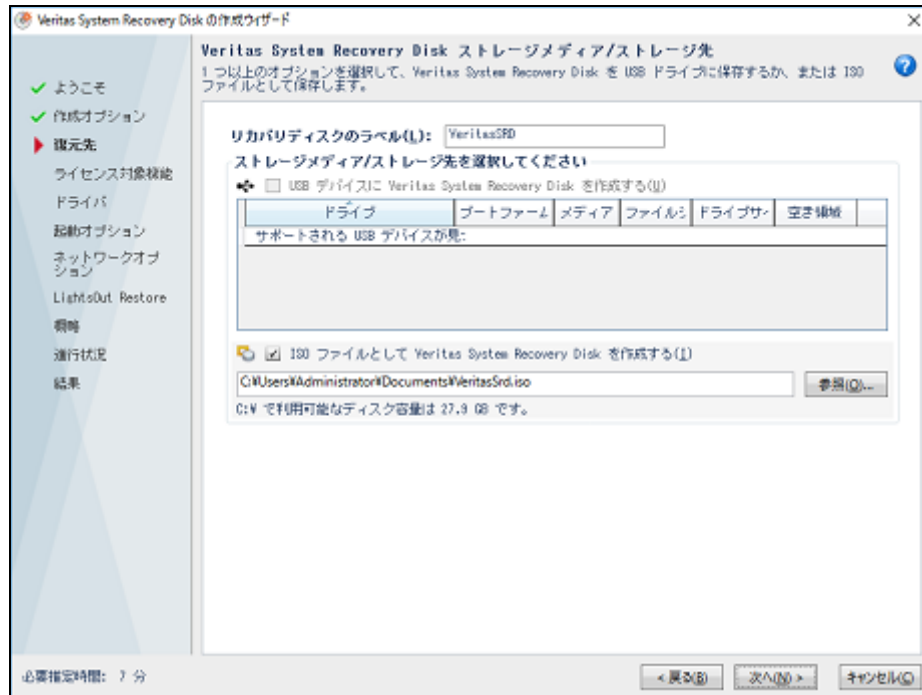 Veritas System Recovery Disk の作成ウィザード
Veritas System Recovery Disk ストレージメディア/ストレージ先
1 つ以上のオプションを選択して、Veritas System Recovery Disk を USB ドライブに保存するか、または ISO
ファイルとして保存します。
ようこそ
作成オプション
復元先
ライセンス対象機能
ドライバ
起動オプション
ネットワークオプ
ション
LightsOut Restore
概略
進行状況
結果
リカバリディスクのラベル(L): VeritasSRD
ストレージメディア/ストレージ先を選択してください
USB デバイスに Veritas System Recovery Disk を作成する(U)
ドライブ ブートファーム メディア ファイルシ ドライブサイ 空き領域
サポートされる USB デバイスが見
ISO ファイルとして Veritas System Recovery Disk を作成する(I)
C:¥Users¥Administrator¥Documents¥VeritasSrd.iso 参照(O)...
C:¥ で利用可能なディスク容量は 27.9 GB です。
必要推定時間: 7 分
< 戻る(B) 次へ(N) > キャンセル(C)